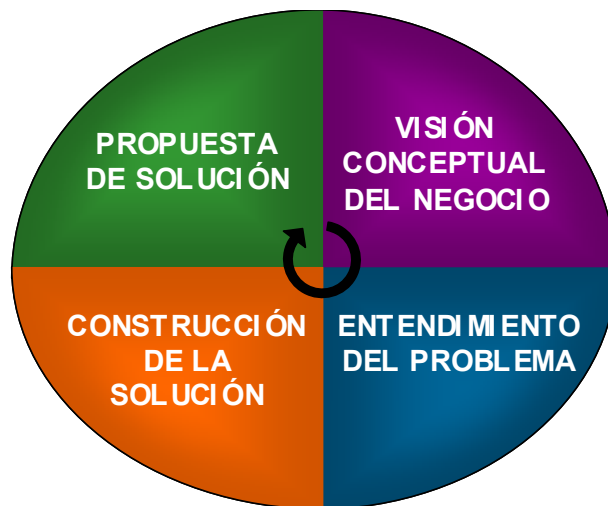 PROPUESTA
DE SOLUCIÓN
VISIÓN
CONCEPTUAL
DEL NEGOCIO
CONSTRUCCIÓN
DE LA
SOLUCIÓN
ENTENDIMIENTO
DEL PROBLEMA